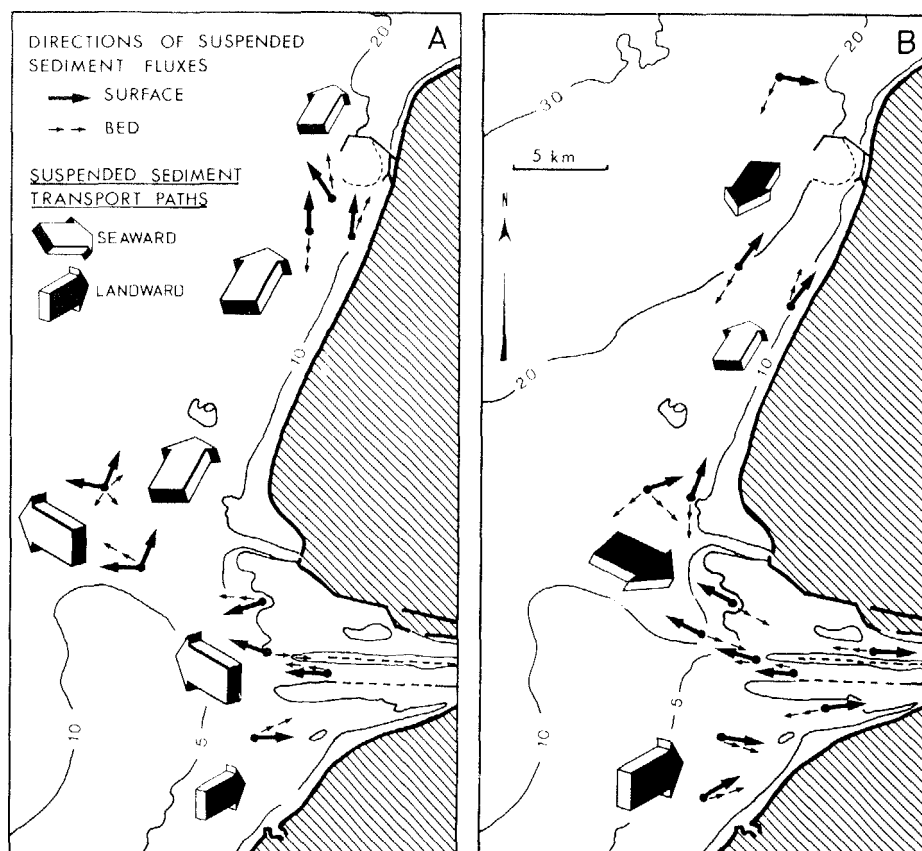 A
DIRECTIONS OF SUSPENDED
SEDIMENT FLUXES
SURFACE
BED
SUSPENDED SEDIMENT
TRANSPORT PATHS
SEAWARD
LANDWARD
20
10
10
5
B
20
30
5 km
N
20
10
10
5